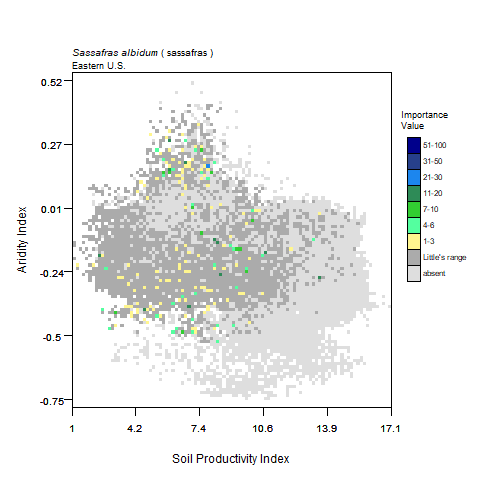 Sassafras albidum ( sassafras )
Eastern U.S.
0.52
0.27
0.01
-0.24
-0.5
-0.75
Aridity Index
1 4.2 7.4 10.6 13.9 17.1
Soil Productivity Index
Importance
Value
51-100
31-50
21-30
11-20
7-10
4-6
1-3
Little's range
absent